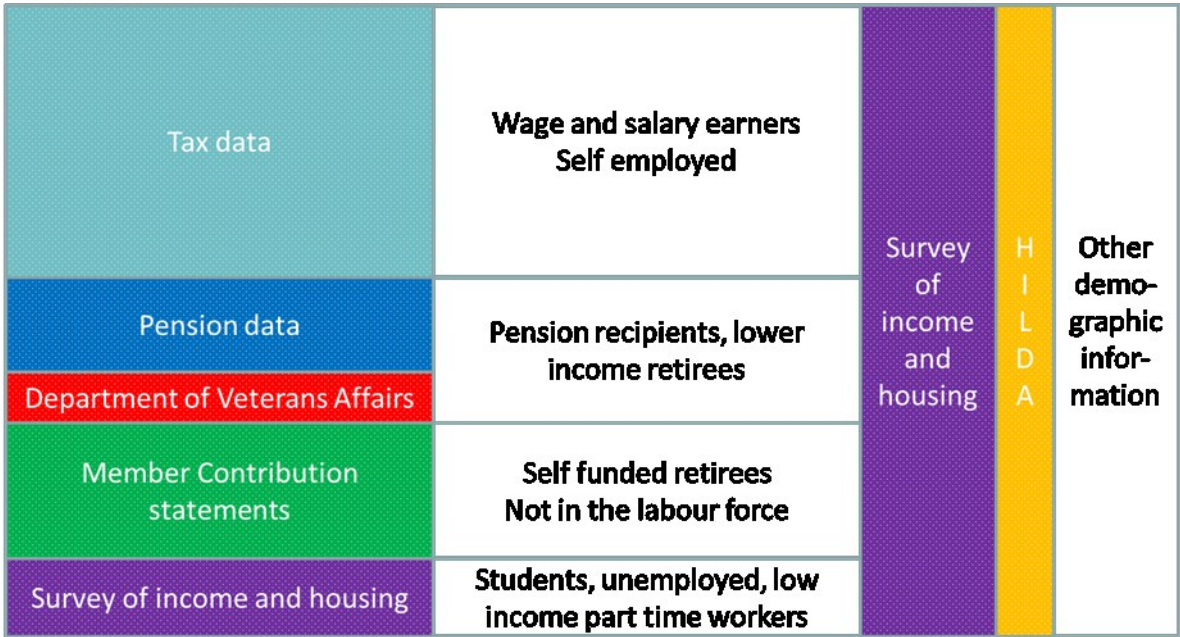 Tax data
Wage and salary earners
Self employed
Pension data
Pension recipients, lower
income retirees
Department of Veterans Affairs
Member Contribution
statements
Self funded retirees
Not in the labour force
Survey of income and housing
Students, unemployed, low
income part time workers
Survey
of
income
and
housing
H
I
L
D
A
Other
demo-
graphic
infor-
mation